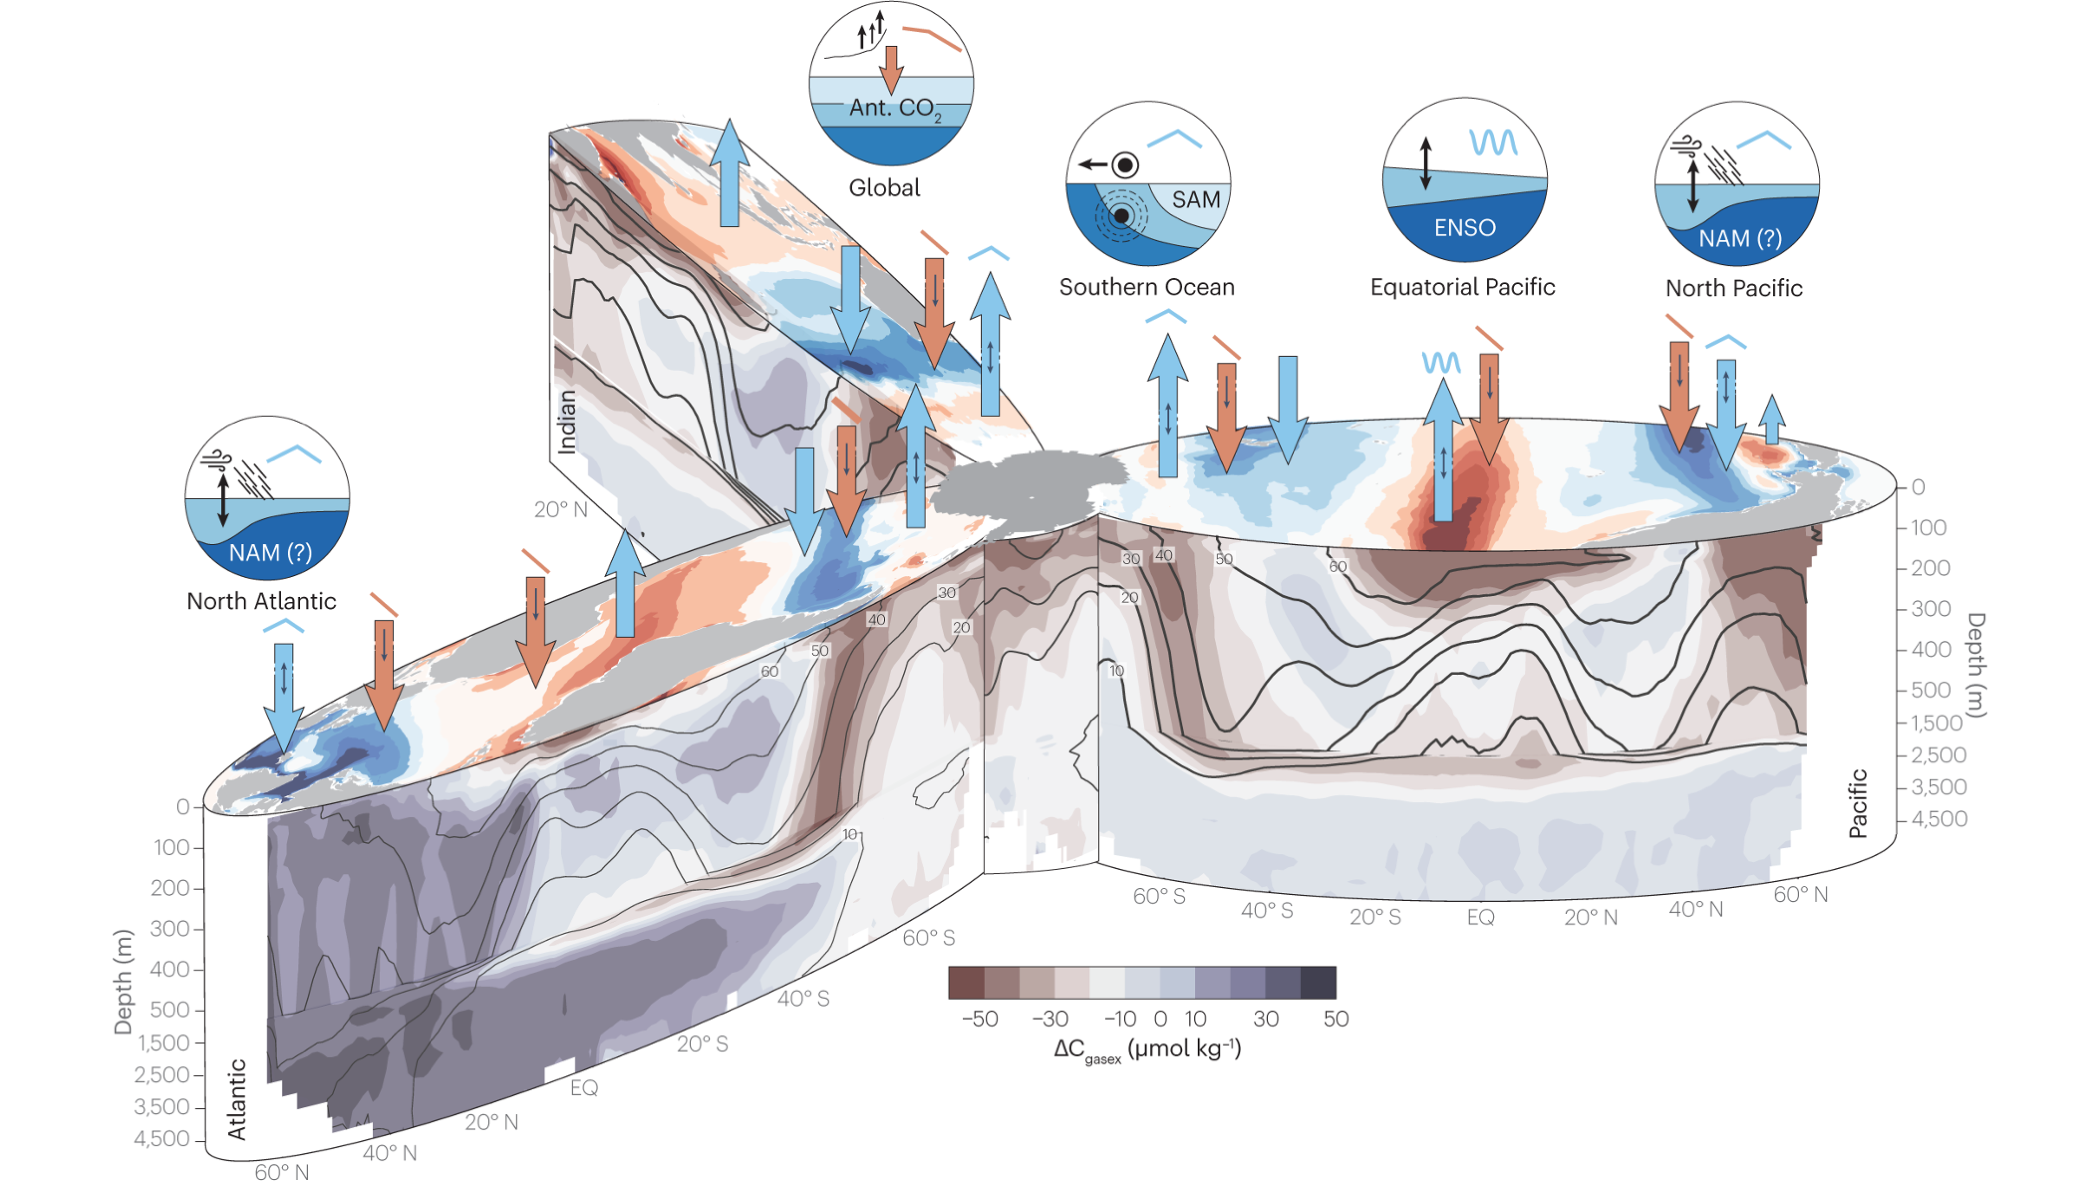 Ant. CO₂
Global
SAM
Southern Ocean
ENSO
Equatorial Pacific
NAM (?)
North Pacific
NAM (?)
North Atlantic
Indian
20° N
0
100
200
300
400
500
1,500
2,500
3,500
4,500
Depth (m)
Pacific
30
40
50
60
20
10
60° S
40° S
20° S
EQ
20° N
40° N
60° N
30
40
20
50
60
10
0
100
200
300
400
500
1,500
2,500
3,500
4,500
Depth (m)
Atlantic
60° N
40° N
20° N
EQ
20° S
40° S
60° S
−50 −30 −10 0 10 30 50
ΔCgasex (µmol kg⁻¹)